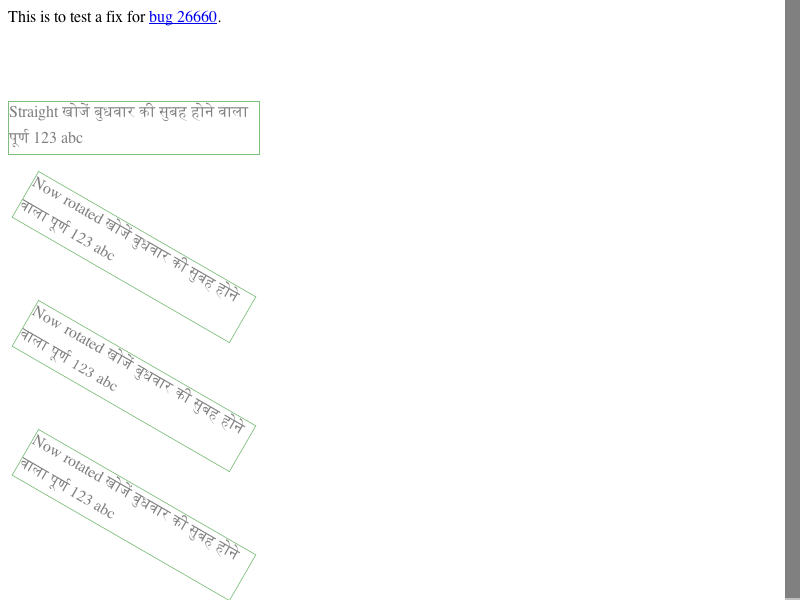 This is to test a fix for bug 26660.
Straight खोजें बुधवार की सुबह होने वाला
पूर्ण 123 abc
Now rotated खोजें बुधवार की सुबह होने
वाला पूर्ण 123 abc
Now rotated खोजें बुधवार की सुबह होने
वाला पूर्ण 123 abc
Now rotated खोजें बुधवार की सुबह होने
वाला पूर्ण 123 abc